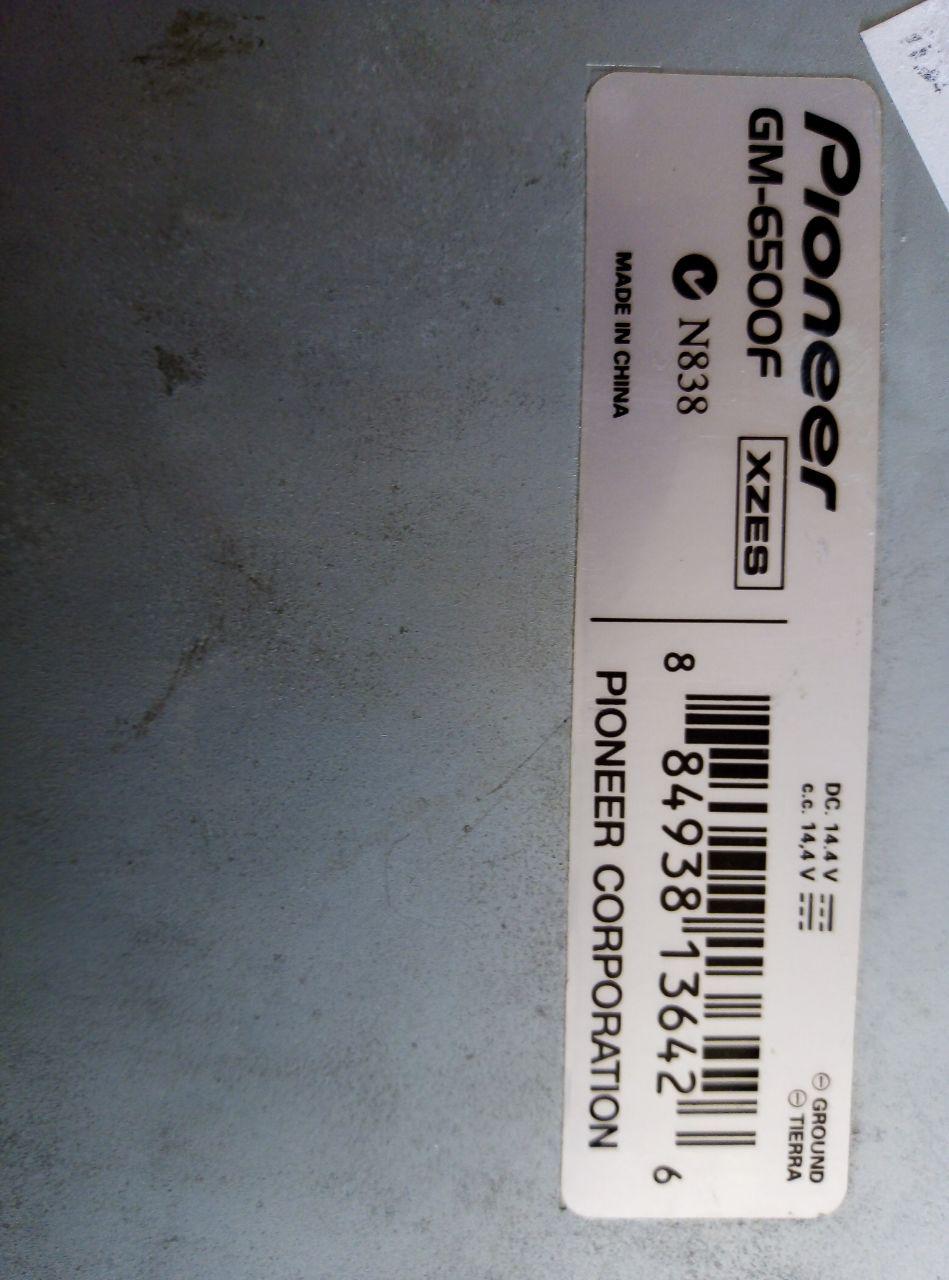 Pioneer
GM-6500F XZES
N838
MADE IN CHINA
DC. 14.4 V
c.c. 14,4 V
⊖ GROUND
⊖ TIERRA
8 84938 13642 6
PIONEER CORPORATION